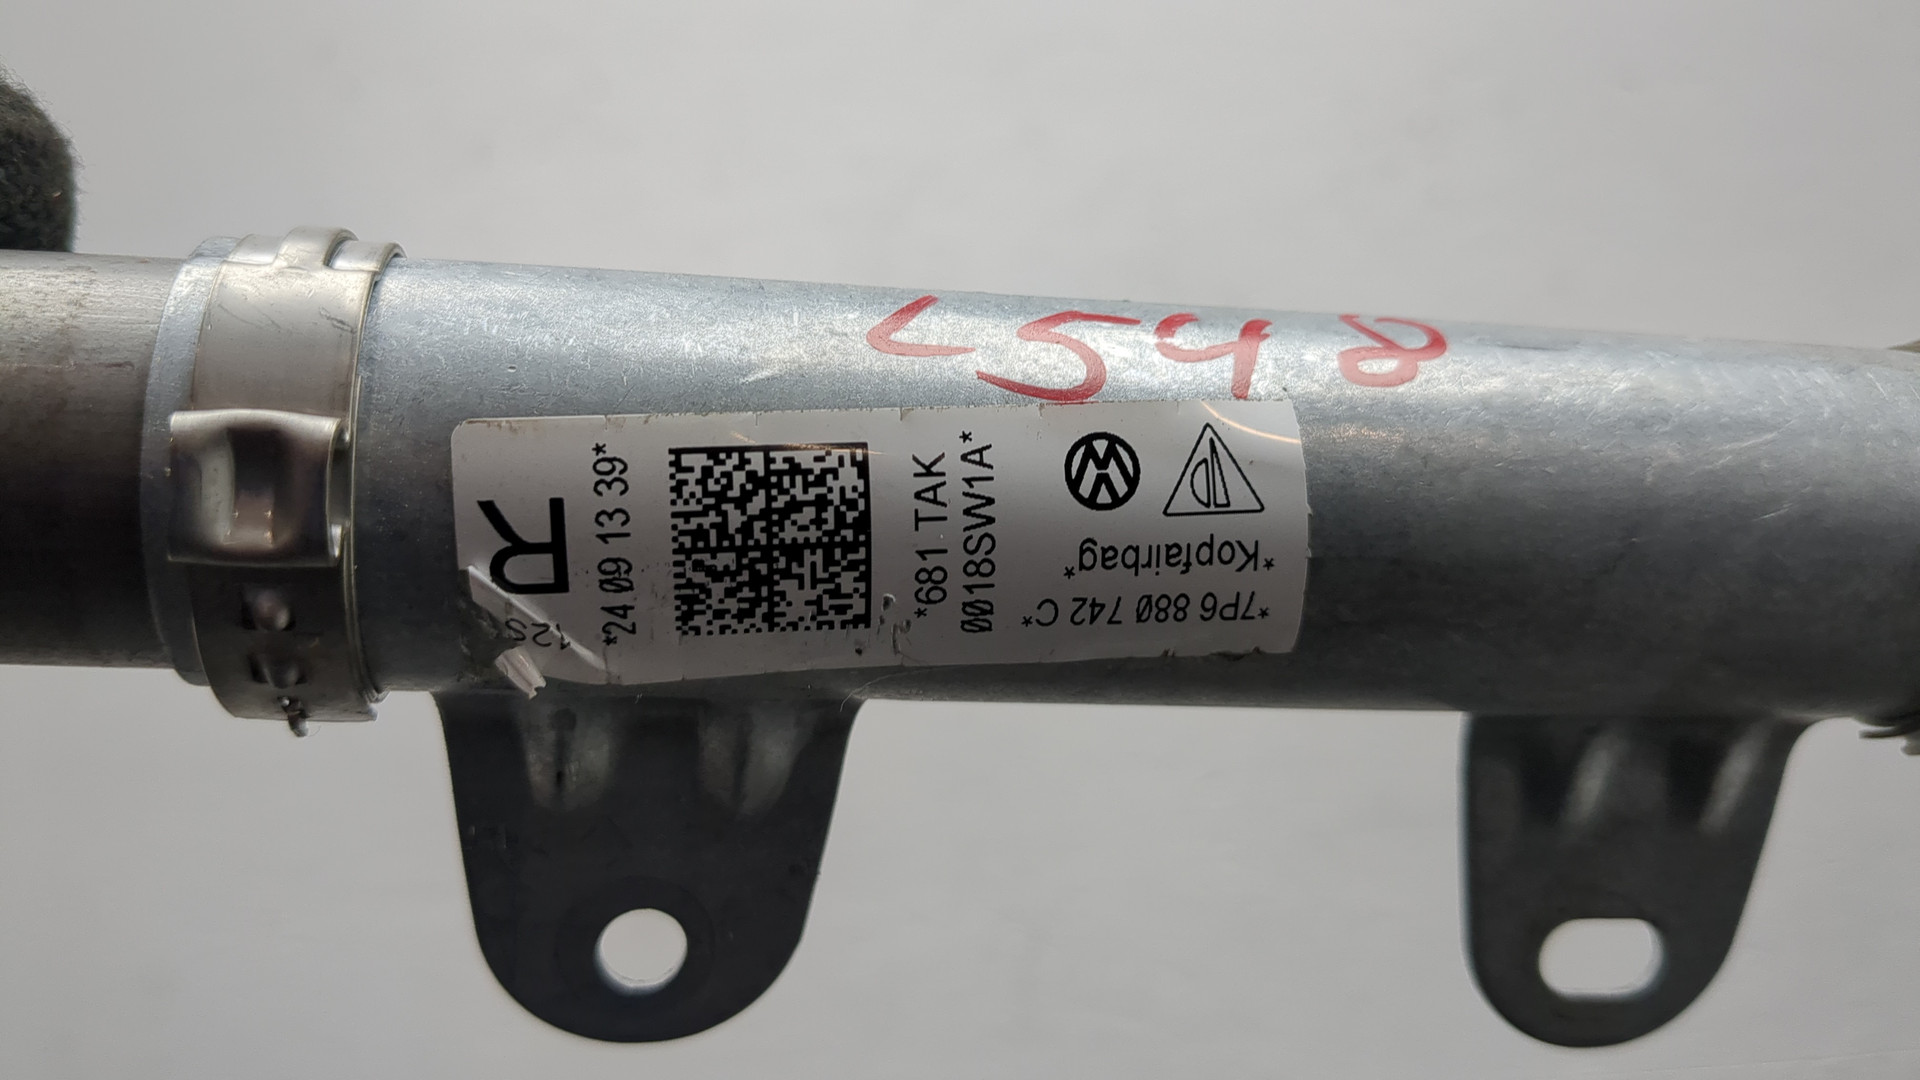 L548
R
*24 09 13 39*
*681 TAK
0018SW1A*
*7P6 880 742 C*
*Kopfairbag*